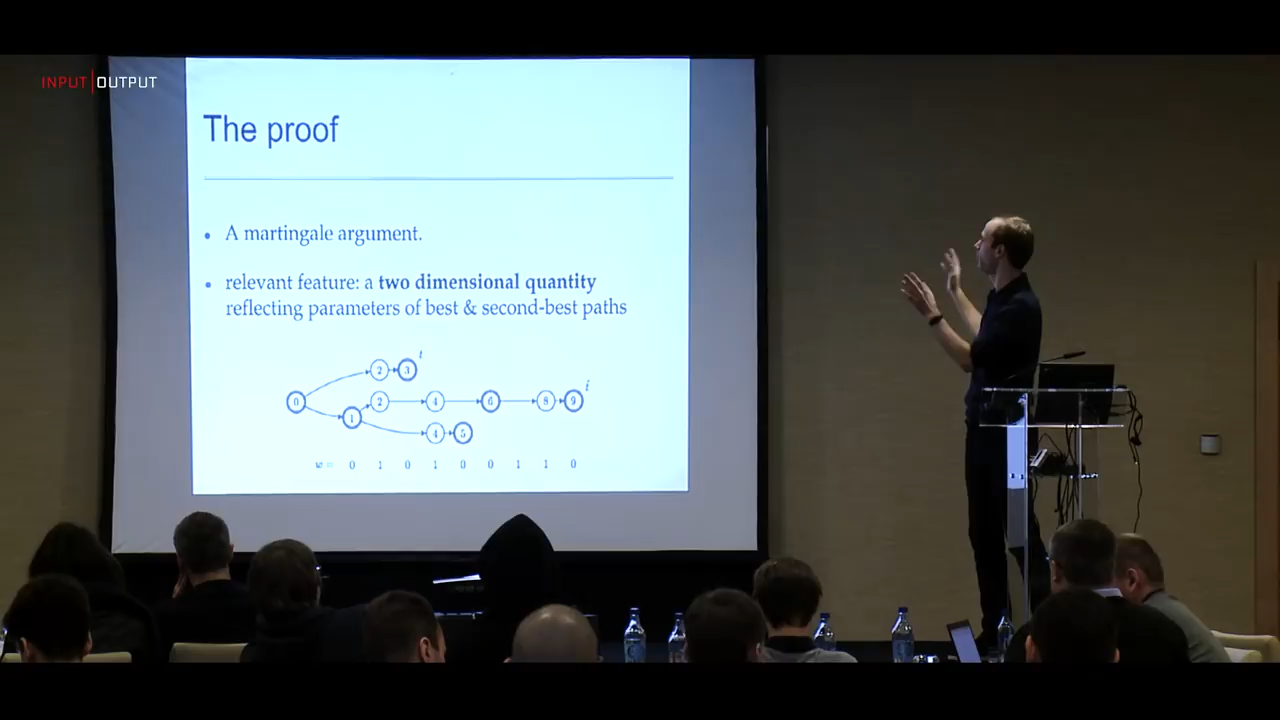 INPUT | OUTPUT
The proof
• A martingale argument.
• relevant feature: a two dimensional quantity
reflecting parameters of best & second-best paths
t
2 3
i
0 2 4 6 8 9
1
4 5
w = 0 1 0 1 0 0 1 1 0